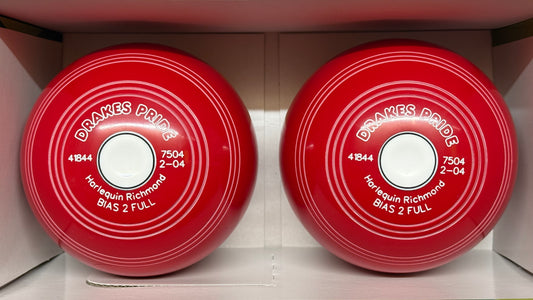 DRAKES PRIDE
41844 7504
2-04
Harlequin Richmond
BIAS 2 FULL
DRAKES PRIDE
41844 7504
2-04
Harlequin Richmond
BIAS 2 FULL